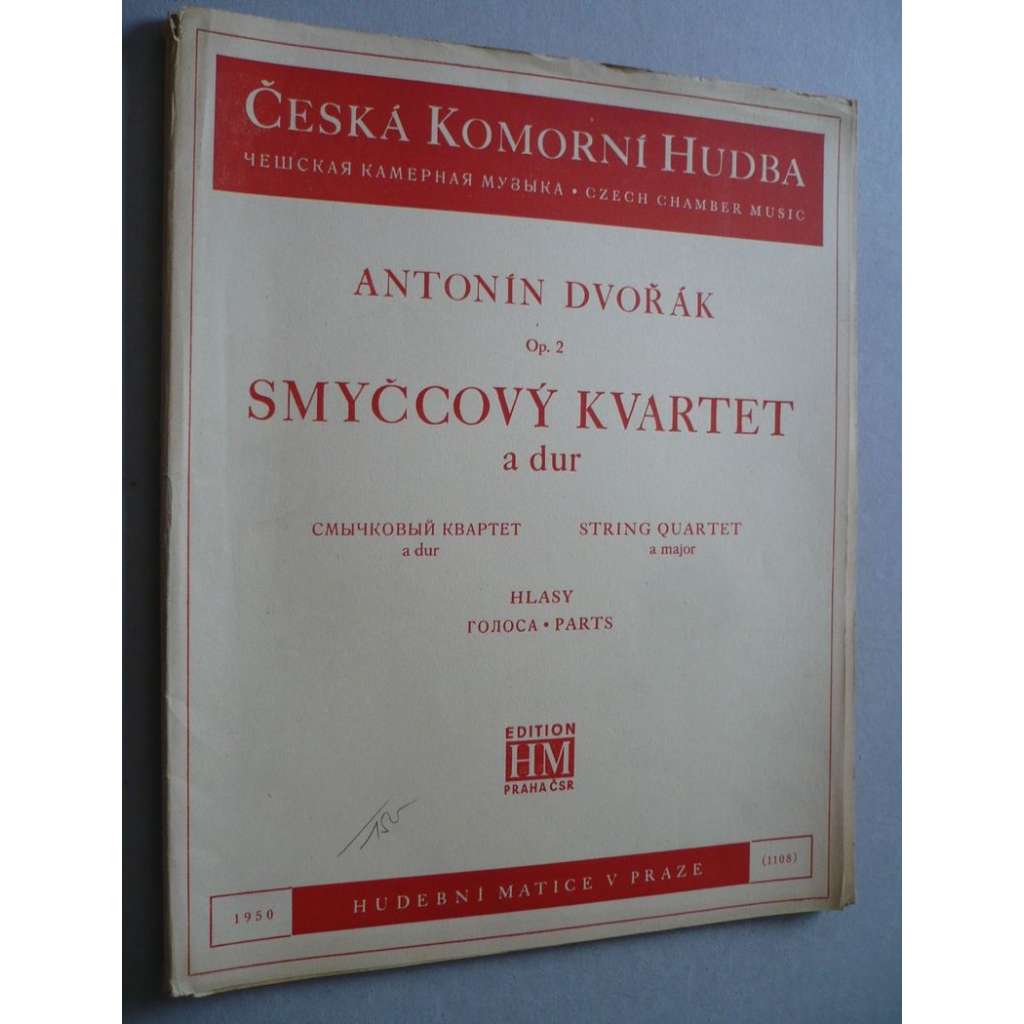 ČESKÁ KOMORNÍ HUDBA
ЧЕШСКАЯ КАМЕРНАЯ МУЗЫКА • CZECH CHAMBER MUSIC
ANTONÍN DVOŘÁK
Op. 2
SMYČCOVÝ KVARTET
a dur
СМЫЧКОВЫЙ КВАРТЕТ
a dur
STRING QUARTET
a major
HLASY
ГОЛОСА • PARTS
EDITION
HM
PRAHA ČSR
1950
HUDEBNÍ MATICE V PRAZE
(1108)